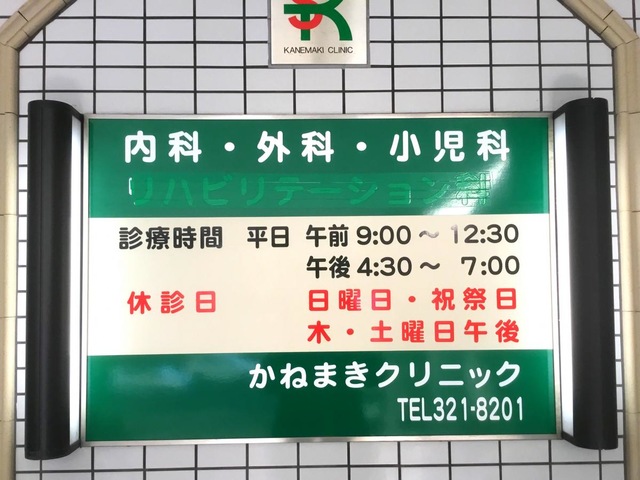 KANEMAKI CLINIC
内科・外科・小児科
リハビリテーション科
診療時間 平日 午前 9:00～12:30
午後 4:30～ 7:00
休診日 日曜日・祝祭日
木・土曜日午後
かねまきクリニック
TEL321-8201